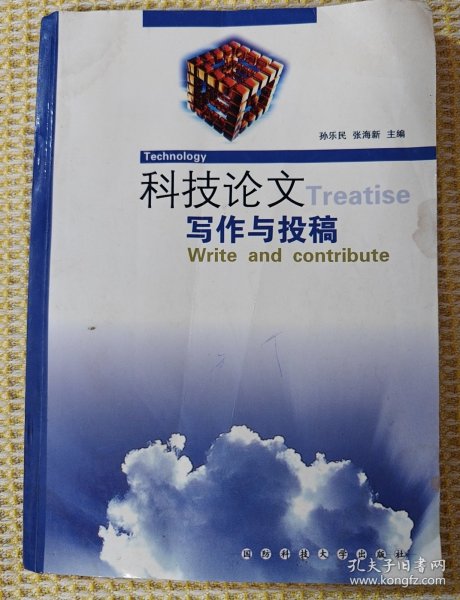 孙乐民 张海新 主编
Technology
科技论文Treatise
写作与投稿
Write and contribute
国防科技大学出版社
孔夫子旧书网
www.kongfz.com